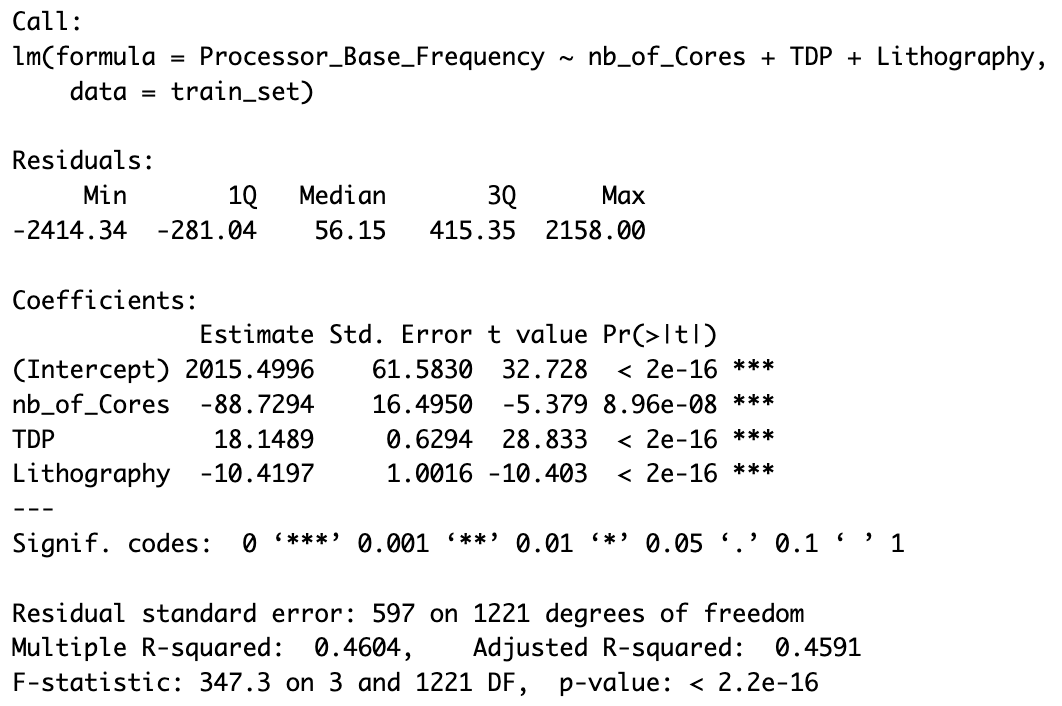 Call:
lm(formula = Processor_Base_Frequency ~ nb_of_Cores + TDP + Lithography,
    data = train_set)

Residuals:
     Min       1Q   Median       3Q      Max
-2414.34  -281.04    56.15   415.35  2158.00

Coefficients:
             Estimate Std. Error t value Pr(>|t|)
(Intercept) 2015.4996    61.5830  32.728  < 2e-16 ***
nb_of_Cores  -88.7294    16.4950  -5.379 8.96e-08 ***
TDP           18.1489     0.6294  28.833  < 2e-16 ***
Lithography  -10.4197     1.0016 -10.403  < 2e-16 ***
---
Signif. codes:  0 ‘***’ 0.001 ‘**’ 0.01 ‘*’ 0.05 ‘.’ 0.1 ‘ ’ 1

Residual standard error: 597 on 1221 degrees of freedom
Multiple R-squared:  0.4604,    Adjusted R-squared:  0.4591
F-statistic: 347.3 on 3 and 1221 DF,  p-value: < 2.2e-16